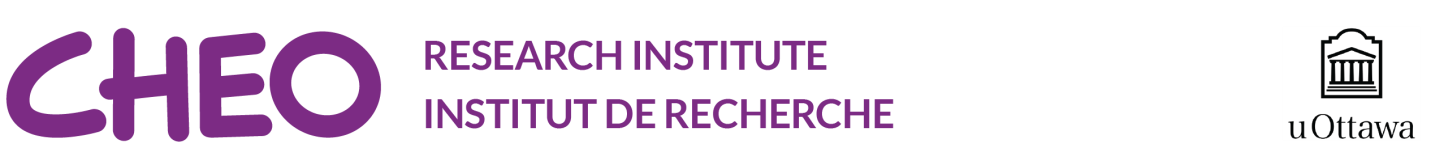 CHEO
RESEARCH INSTITUTE
INSTITUT DE RECHERCHE
uOttawa